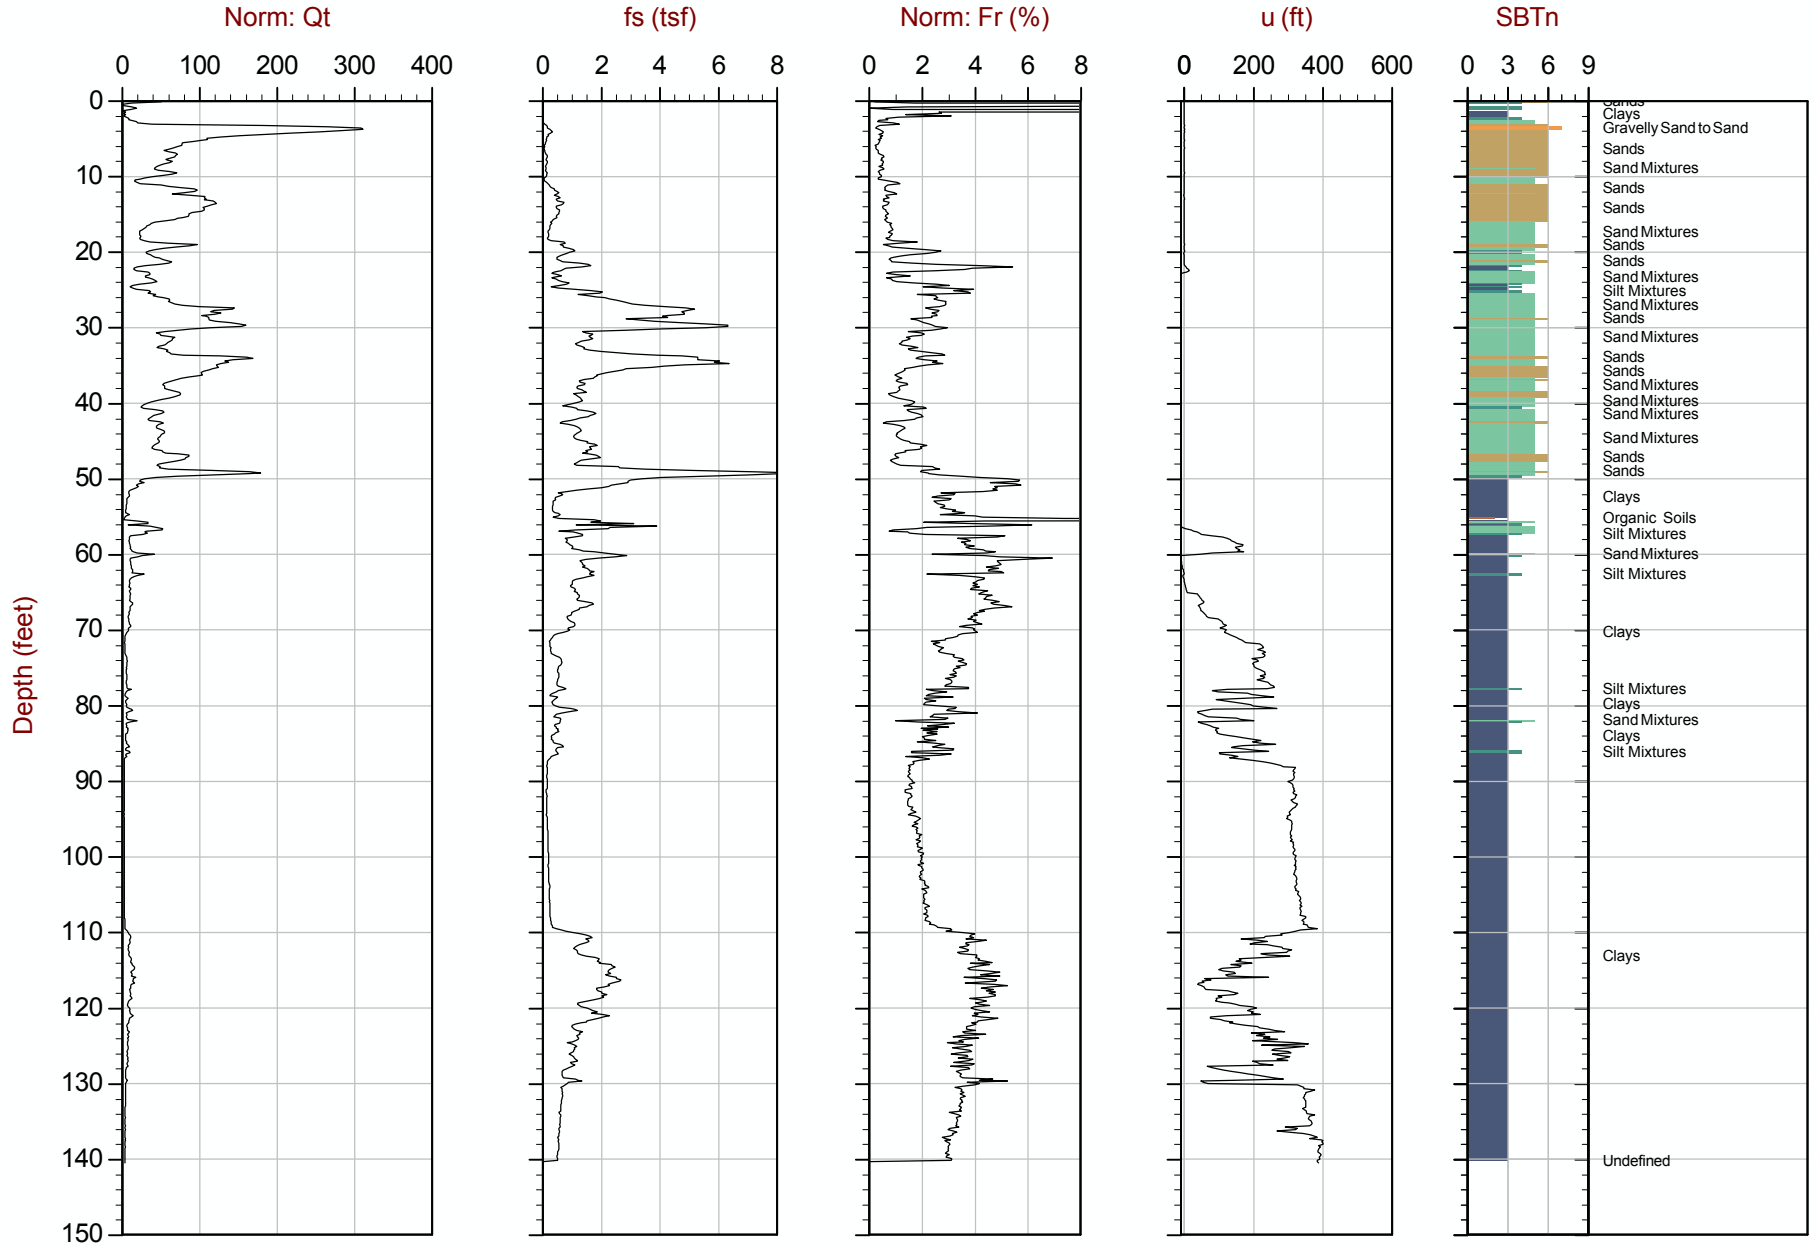 Norm: Qt
fs (tsf)
Norm: Fr (%)
u (ft)
SBTn
0 100 200 300 400
0 2 4 6 8
0 2 4 6 8
0 200 400 600
0 3 6 9
Depth (feet)
0
10
20
30
40
50
60
70
80
90
100
110
120
130
140
150
Sands
Clays
Gravelly Sand to Sand
Sands
Sand Mixtures
Sands
Sands
Sand Mixtures
Sands
Sands
Sand Mixtures
Silt Mixtures
Sand Mixtures
Sands
Sand Mixtures
Sands
Sands
Sand Mixtures
Sand Mixtures
Sand Mixtures
Sand Mixtures
Sands
Sands
Clays
Organic Soils
Silt Mixtures
Sand Mixtures
Silt Mixtures
Clays
Silt Mixtures
Clays
Sand Mixtures
Clays
Silt Mixtures
Clays
Undefined